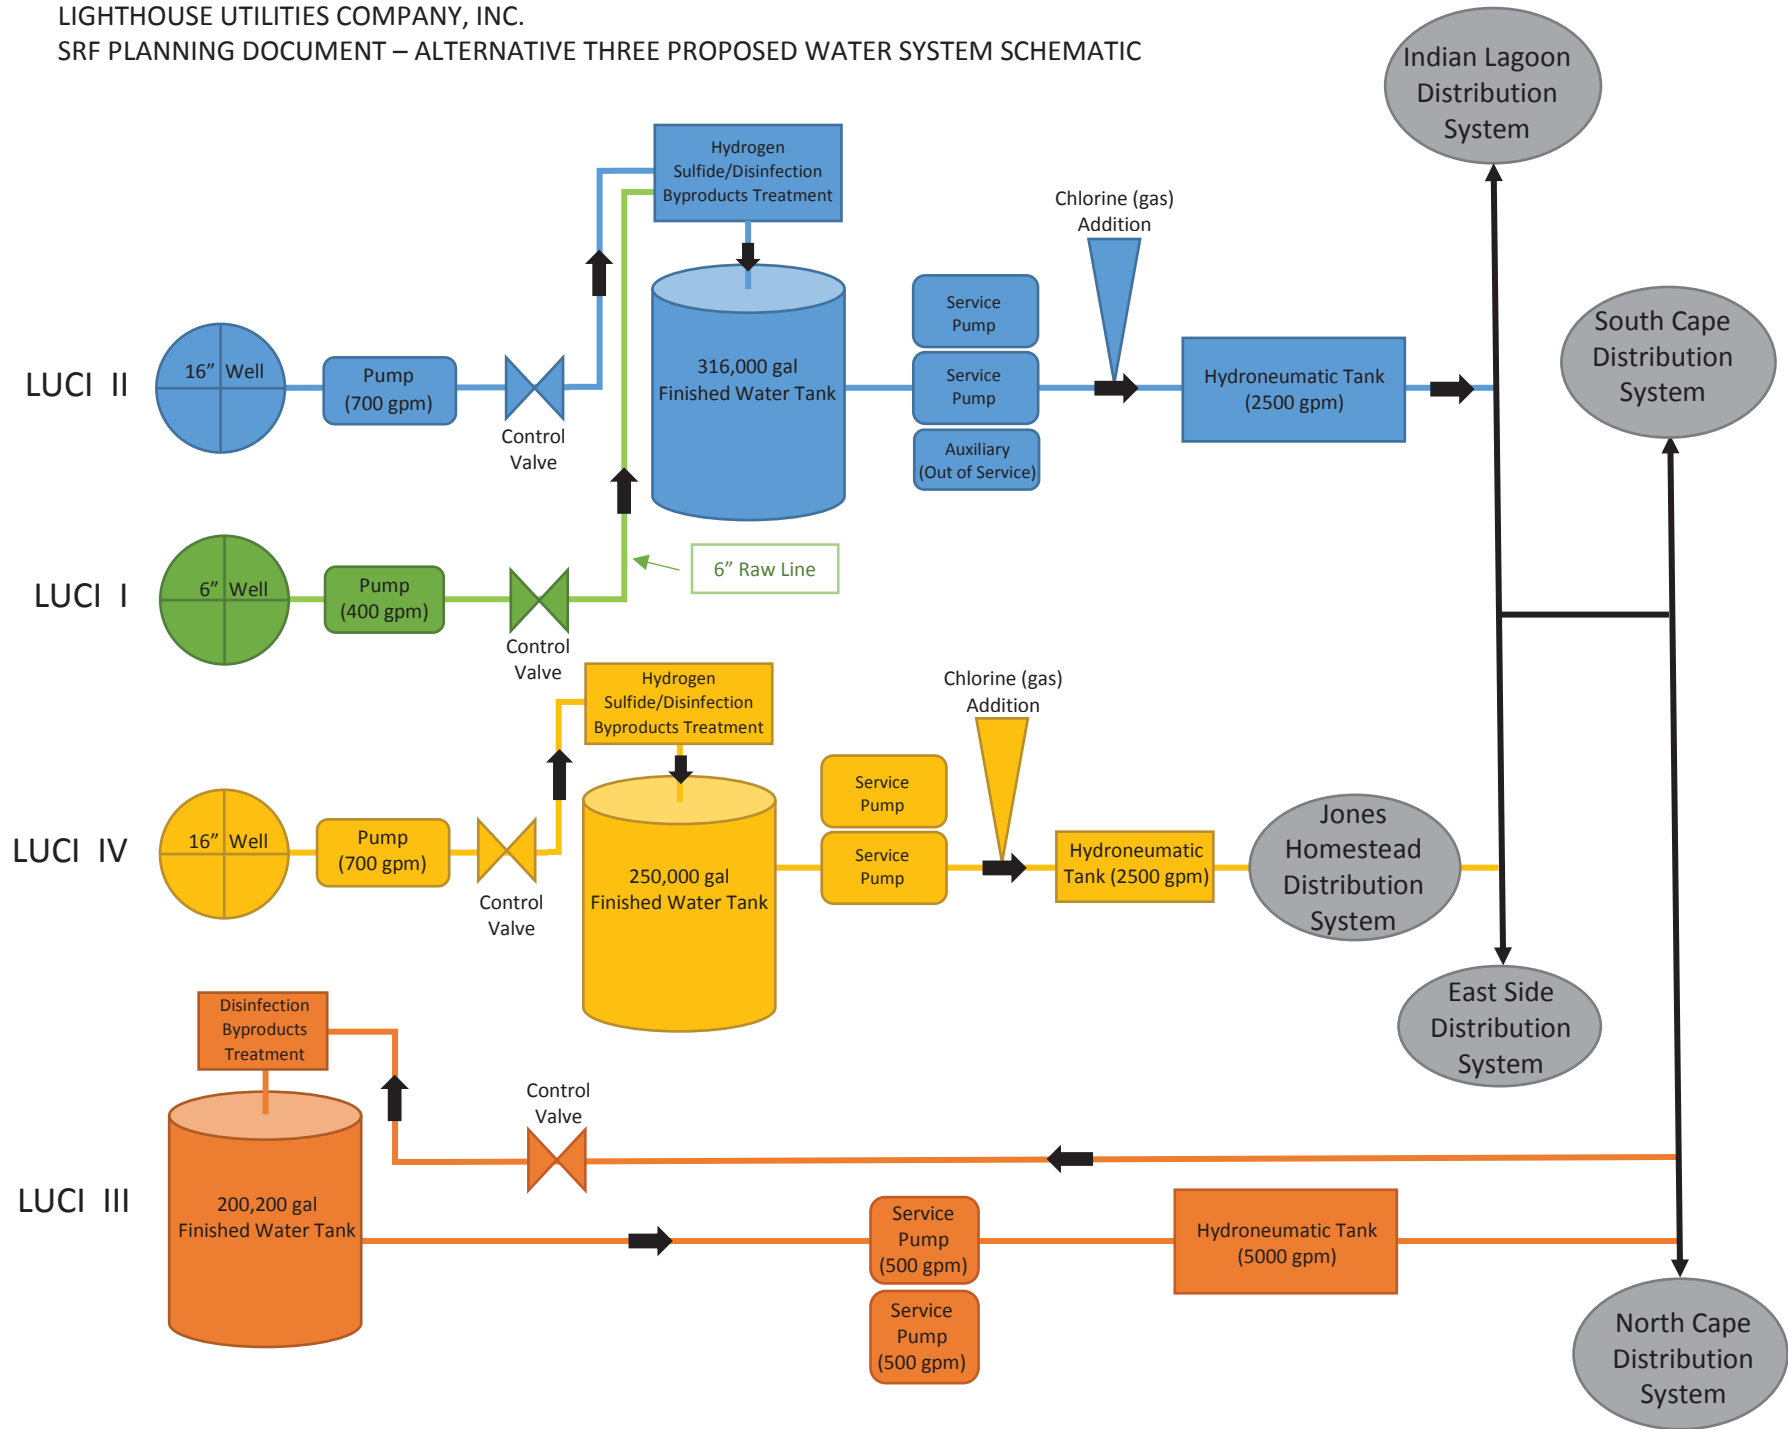 LIGHTHOUSE UTILITIES COMPANY, INC.
SRF PLANNING DOCUMENT – ALTERNATIVE THREE PROPOSED WATER SYSTEM SCHEMATIC
Indian Lagoon
Distribution
System
Hydrogen
Sulfide/Disinfection
Byproducts Treatment
Chlorine (gas)
Addition
South Cape
Distribution
System
LUCI II
16” Well
Pump
(700 gpm)
Control
Valve
316,000 gal
Finished Water Tank
Service
Pump
Service
Pump
Auxiliary
(Out of Service)
Hydroneumatic Tank
(2500 gpm)
LUCI I
6” Well
Pump
(400 gpm)
Control
Valve
6” Raw Line
Hydrogen
Sulfide/Disinfection
Byproducts Treatment
Chlorine (gas)
Addition
LUCI IV
16” Well
Pump
(700 gpm)
Control
Valve
250,000 gal
Finished Water Tank
Service
Pump
Service
Pump
Hydroneumatic
Tank (2500 gpm)
Jones
Homestead
Distribution
System
East Side
Distribution
System
Disinfection
Byproducts
Treatment
Control
Valve
LUCI III
200,200 gal
Finished Water Tank
Service
Pump
(500 gpm)
Service
Pump
(500 gpm)
Hydroneumatic Tank
(5000 gpm)
North Cape
Distribution
System